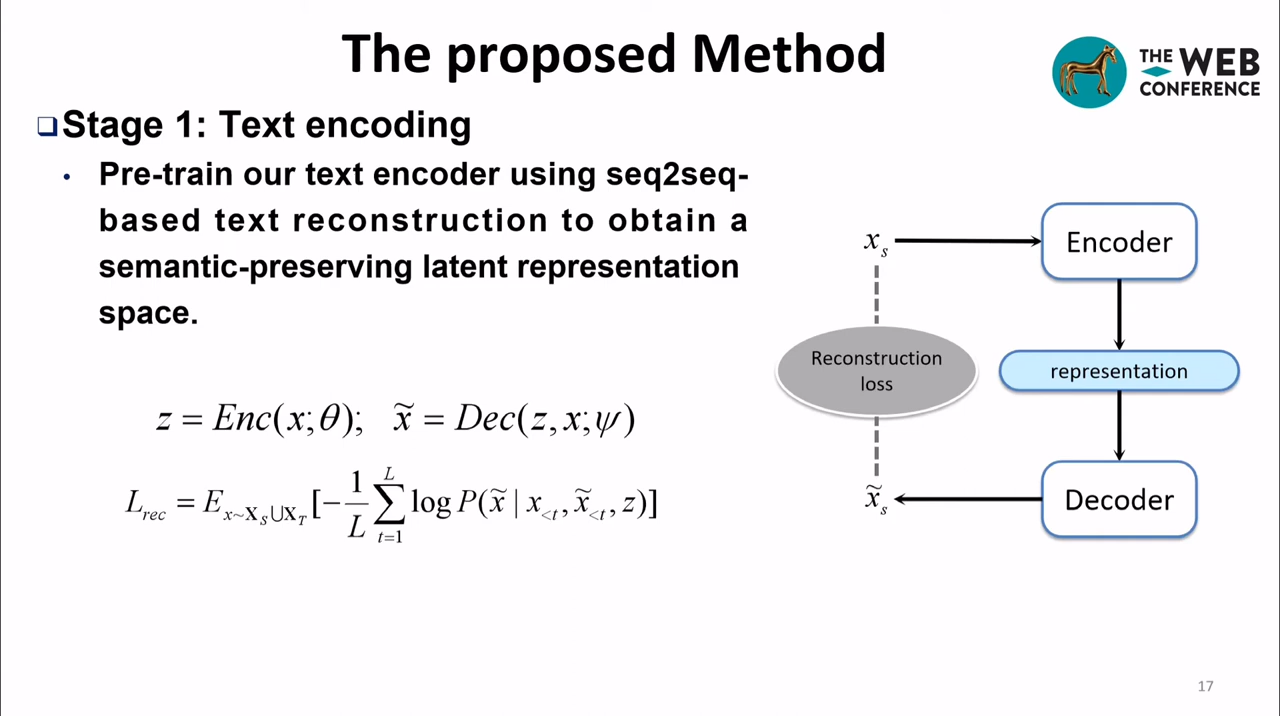 The proposed Method
THE WEB
CONFERENCE
❑Stage 1: Text encoding
• Pre-train our text encoder using seq2seq-
based text reconstruction to obtain a
semantic-preserving latent representation
space.
z = Enc(x;θ); x̃ = Dec(z, x;ψ)
L_rec = E_{x~X_S∪X_T}[−1/L ∑_{t=1}^{L} log P(x̃ | x_{<t}, x̃_{<t}, z)]
x_s
Encoder
Reconstruction
loss
representation
x̃_s
Decoder
17